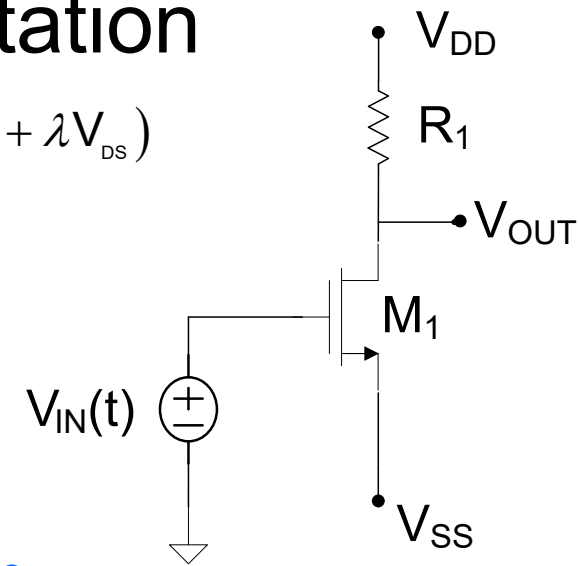 tation
+ λV_DS)
V_DD
R_1
V_OUT
M_1
V_IN(t)
+
−
V_SS